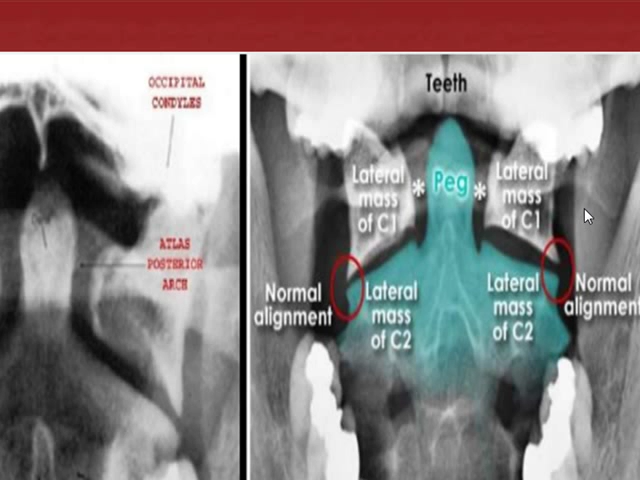 OCCIPITAL
CONDYLES
ATLAS
POSTERIOR
ARCH
Teeth
Lateral
mass
of C1
*
Peg
*
Lateral
mass
of C1
Normal
alignment
Lateral
mass
of C2
Lateral
mass
of C2
Normal
alignment